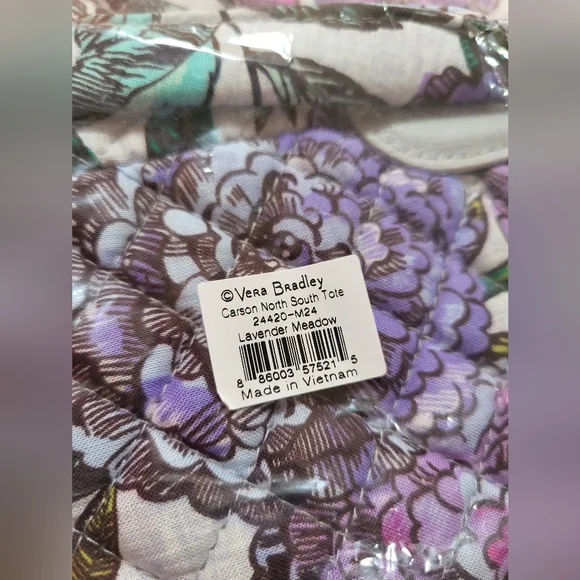 ©Vera Bradley
Carson North South Tote
24420-M24
Lavender Meadow
8 86003 57521 5
Made in Vietnam